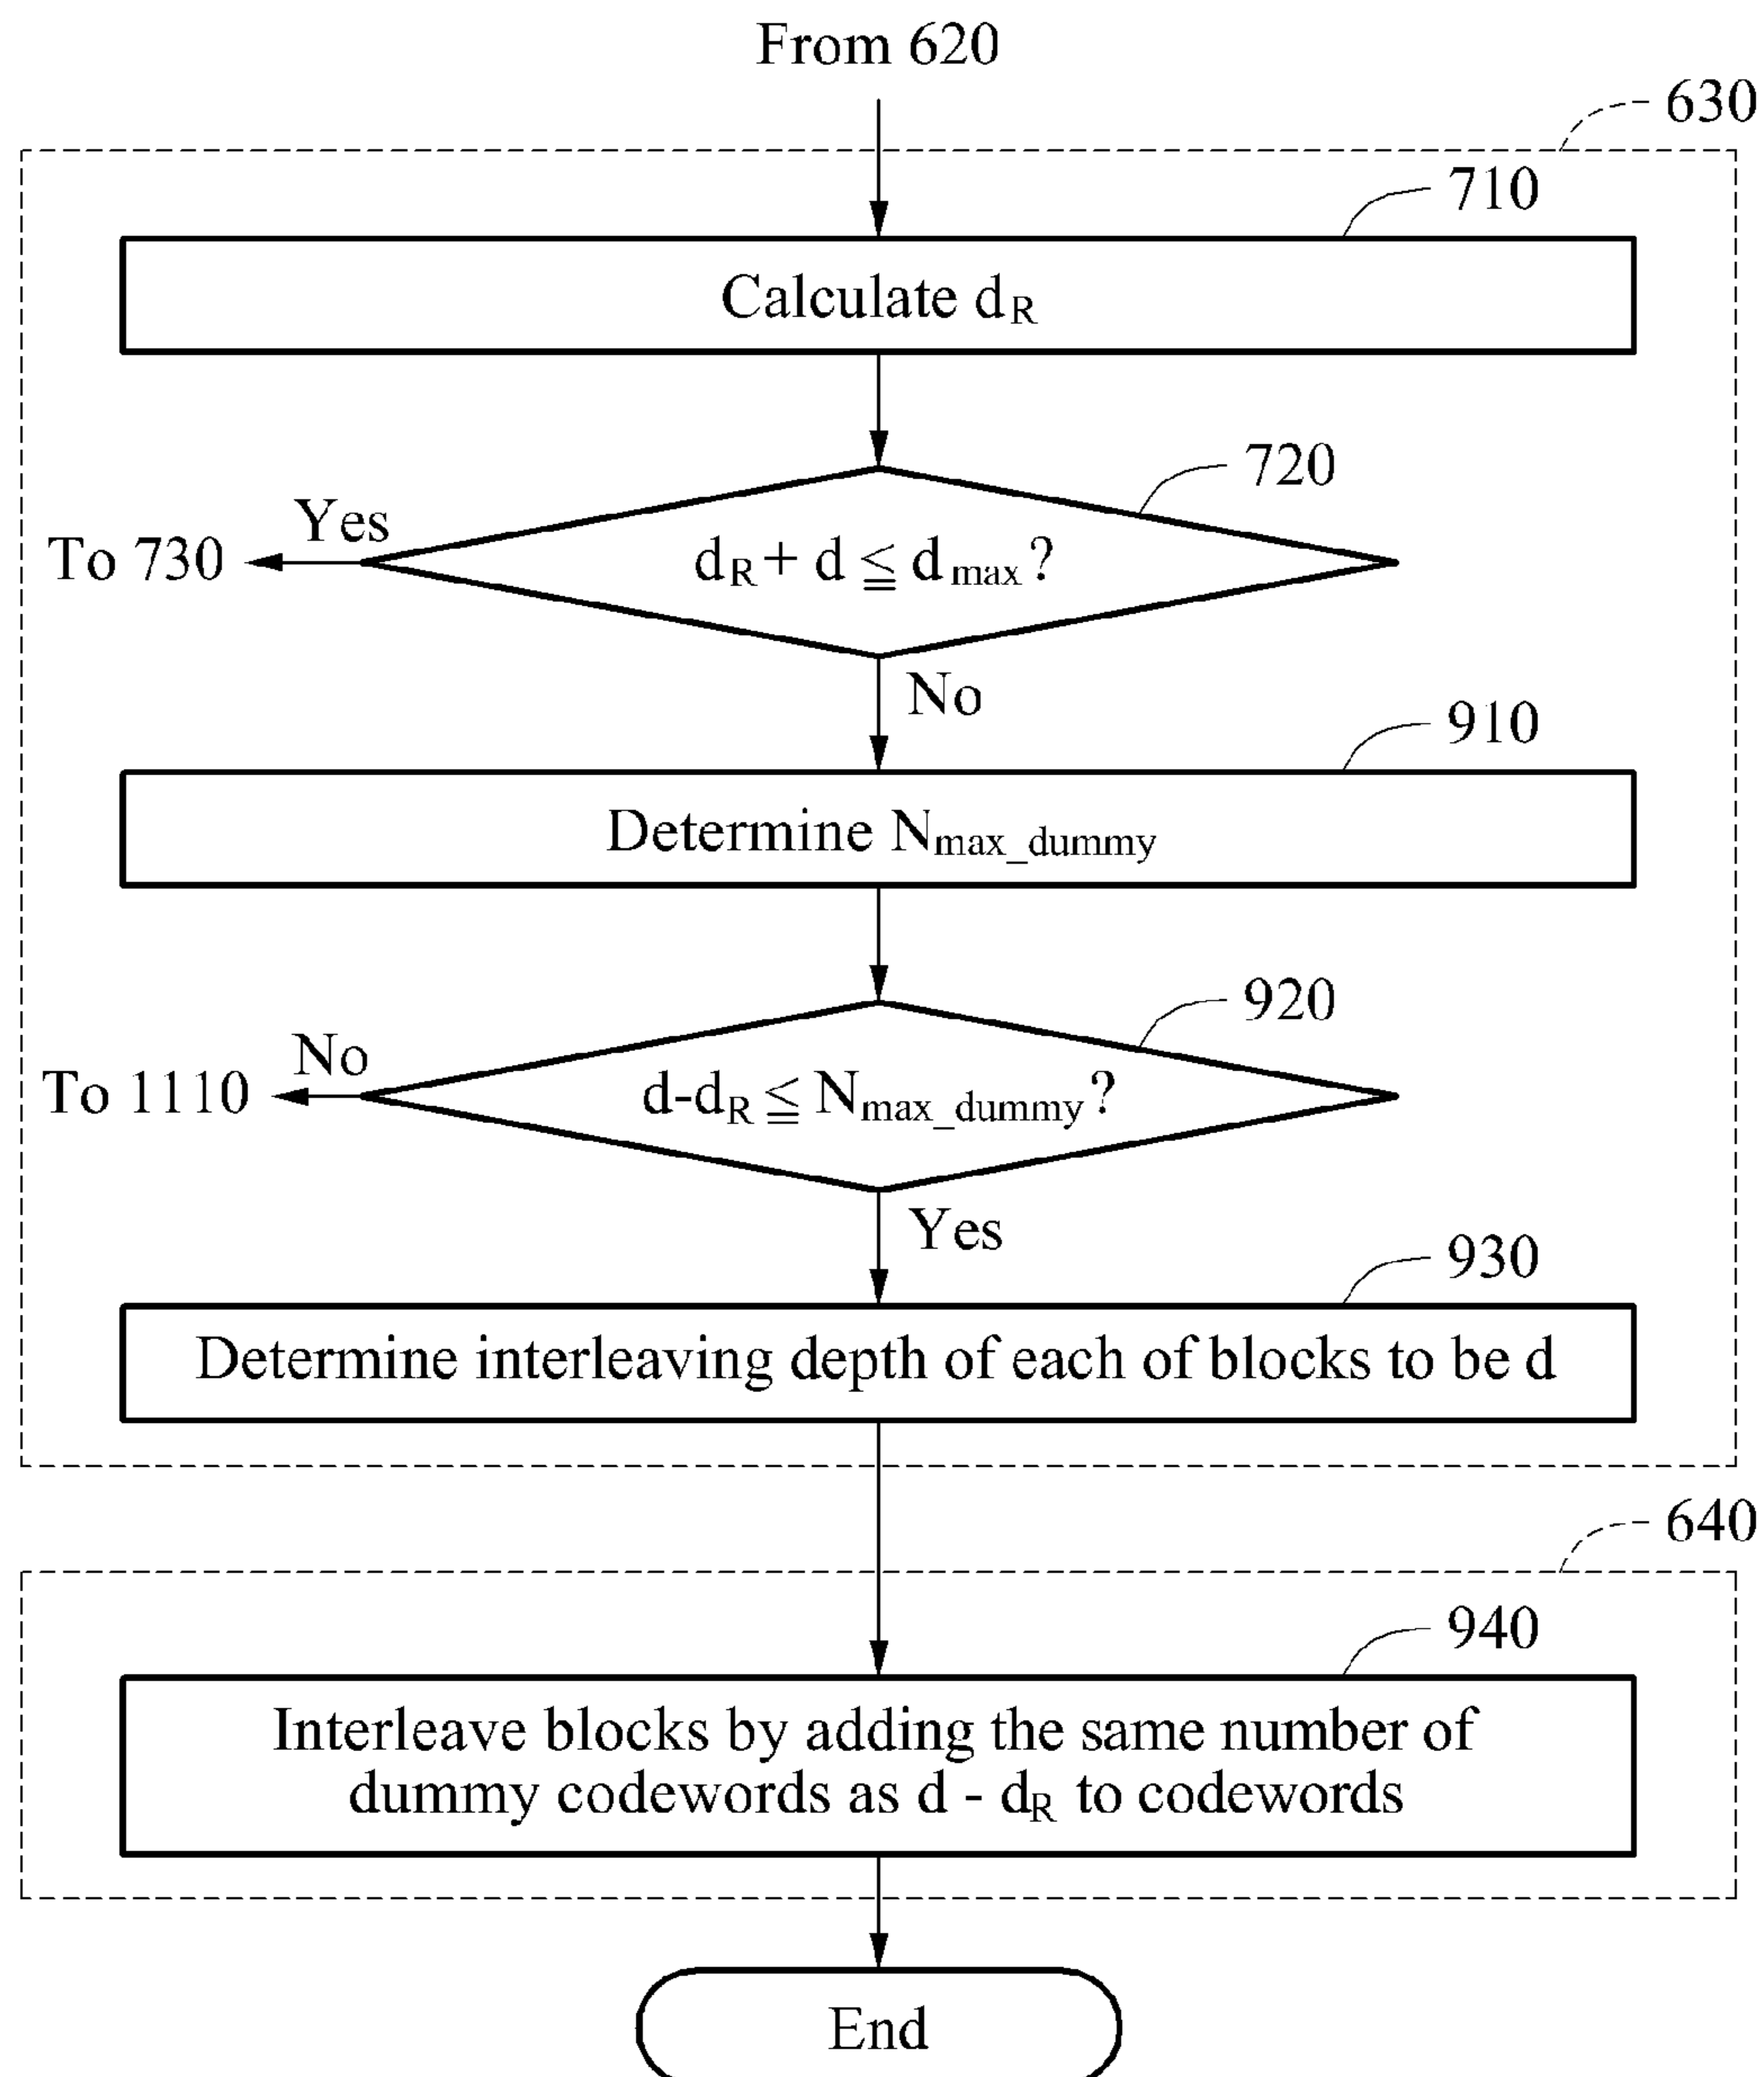 From 620
630
710
Calculate dR
720
Yes
To 730
dR + d ≦ dmax ?
No
910
Determine Nmax_dummy
920
No
To 1110
d-dR ≦ Nmax_dummy ?
Yes
930
Determine interleaving depth of each of blocks to be d
640
940
Interleave blocks by adding the same number of
dummy codewords as d - dR to codewords
End